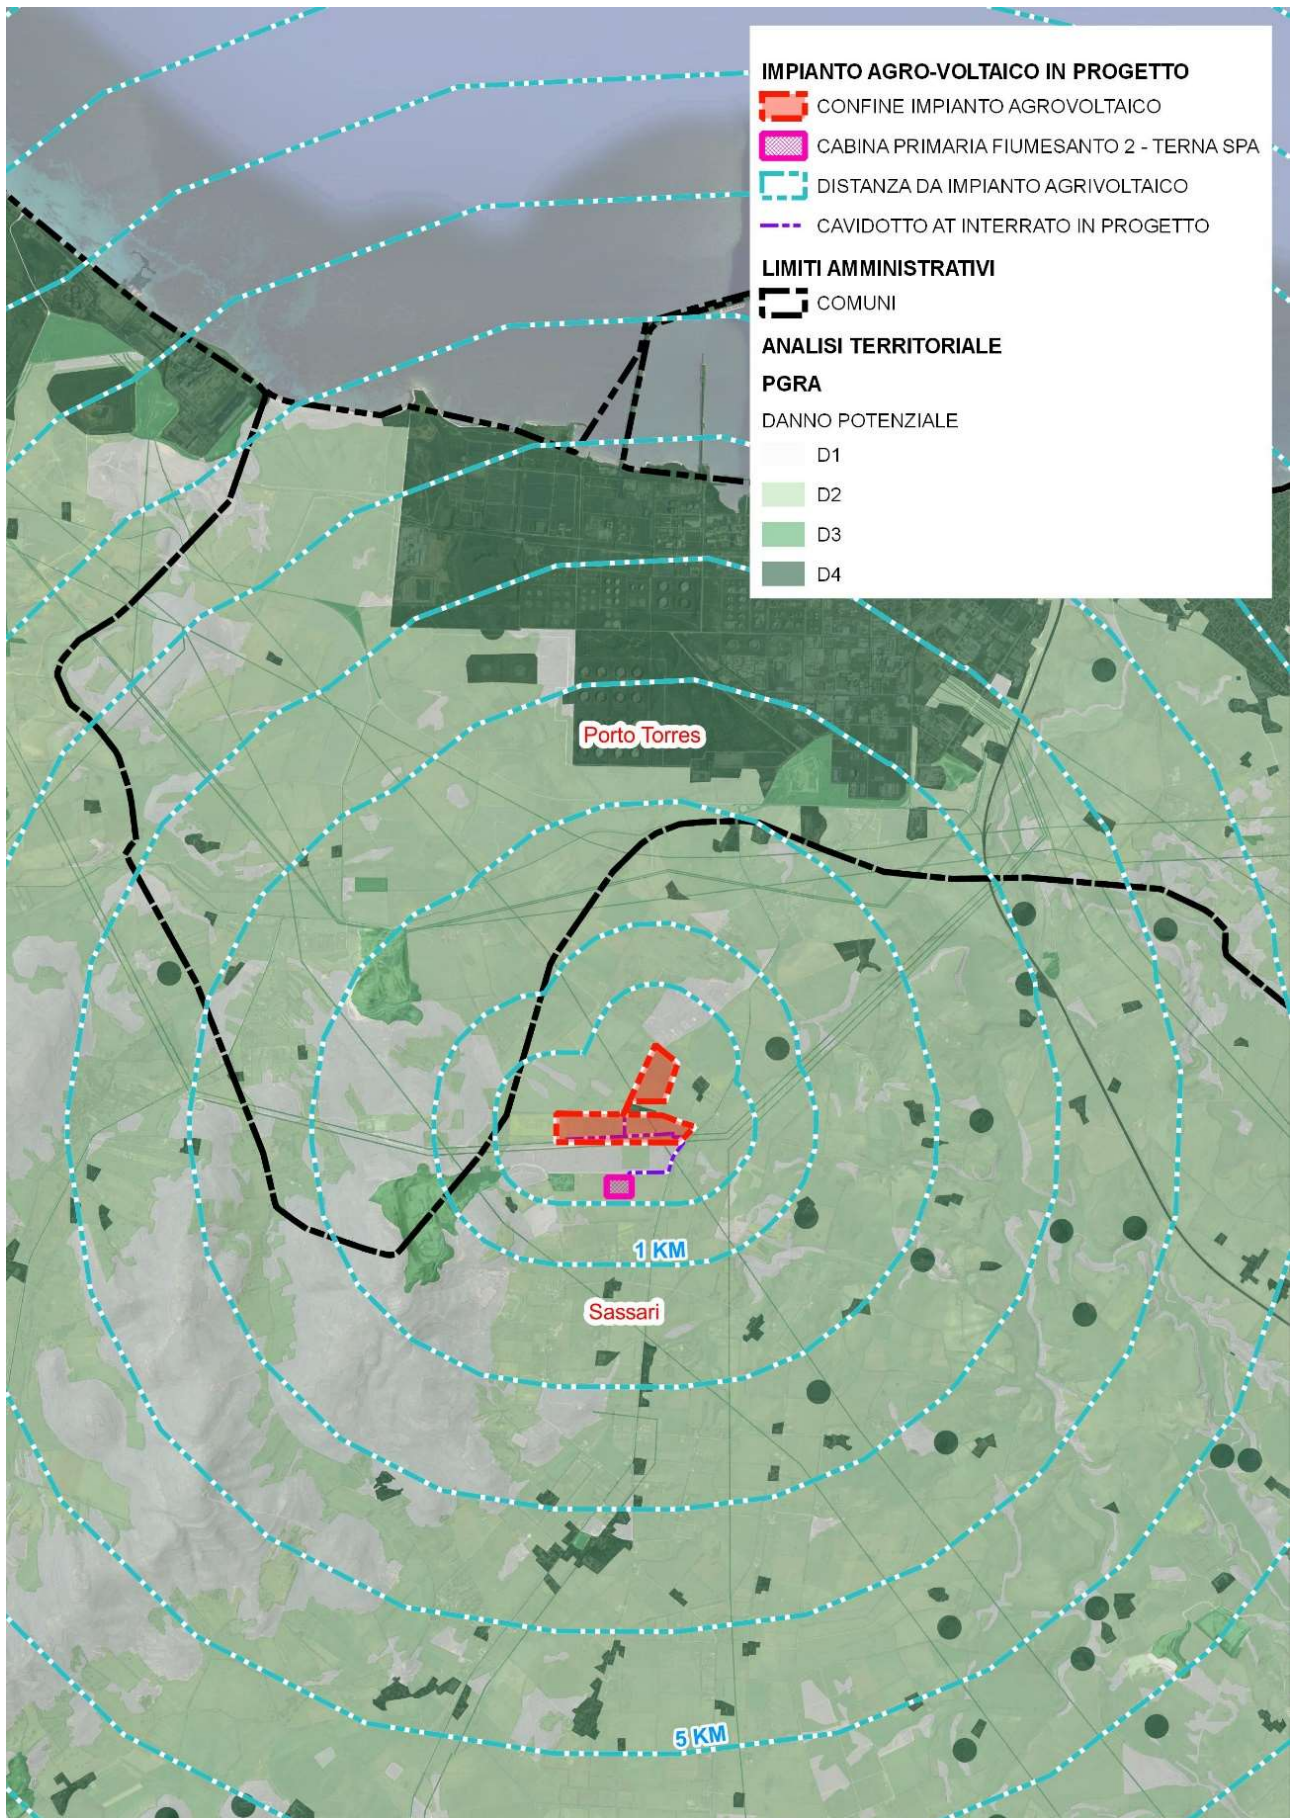 IMPIANTO AGRO-VOLTAICO IN PROGETTO
CONFINE IMPIANTO AGROVOLTAICO
CABINA PRIMARIA FIUMESANTO 2 - TERNA SPA
DISTANZA DA IMPIANTO AGRIVOLTAICO
CAVIDOTTO AT INTERRATO IN PROGETTO
LIMITI AMMINISTRATIVI
COMUNI
ANALISI TERRITORIALE
PGRA
DANNO POTENZIALE
D1
D2
D3
D4
Porto Torres
1 KM
Sassari
5 KM